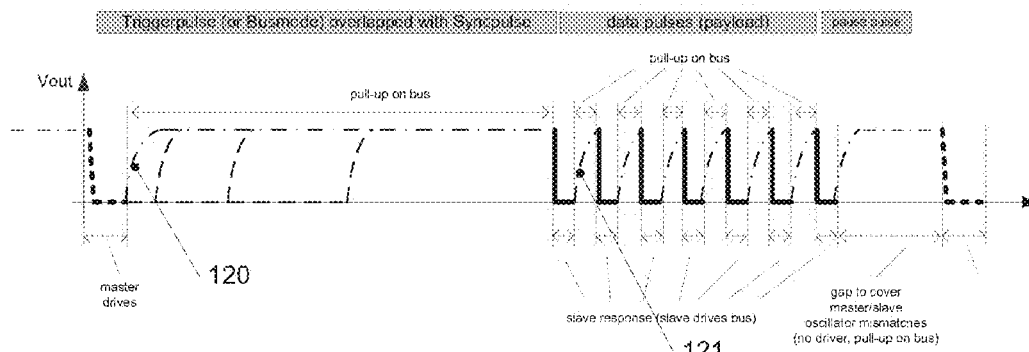 Triggerpulse (or Busmode) overlapped with Syncpulse
data pulses (payload)
pause pulse
pull-up on bus
Vout
pull-up on bus
120
master
drives
slave response (slave drives bus)
121
gap to cover
master/slave
oscillator mismatches
(no driver, pull-up on bus)